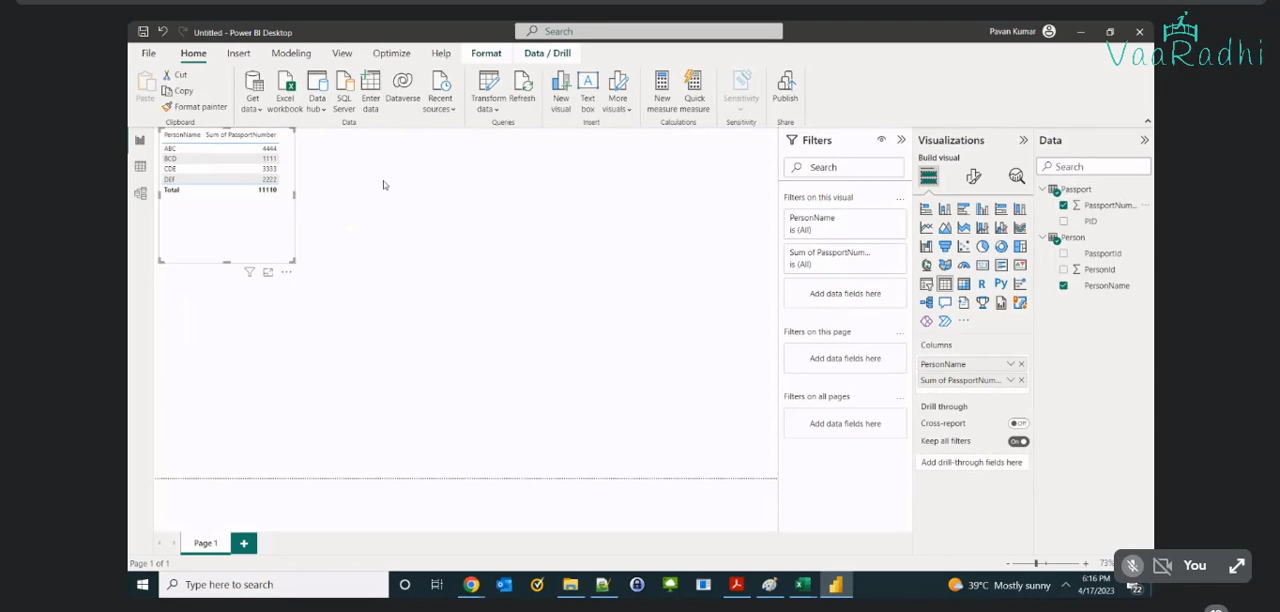 Untitled - Power BI Desktop
Search
Pavan Kumar
VaaRadhi
File Home Insert Modeling View Optimize Help Format Data / Drill
Paste
Cut
Copy
Format painter
Clipboard
Get data
Excel workbook
Data hub
SQL Server
Enter data
Dataverse
Recent sources
Data
Transform data
Refresh
Queries
New visual
Text box
More visuals
Insert
New measure
Quick measure
Calculations
Sensitivity
Sensitivity
Publish
Share
PersonName Sum of PassportNumber
ABC 4444
BCD 1111
CDE 3333
DEF 2222
Total 11110
Filters
Search
Filters on this visual ...
PersonName
is (All)
Sum of PassportNum...
is (All)
Add data fields here
Filters on this page ...
Add data fields here
Filters on all pages ...
Add data fields here
Visualizations
Build visual
R Py
...
Columns
PersonName
Sum of PassportNum...
Drill through
Cross-report Off
Keep all filters On
Add drill-through fields here
Data
Search
Passport
PassportNum... ...
PID
Person
PassportId
PersonId
PersonName
Page 1
Page 1 of 1
73%
Type here to search
39°C Mostly sunny
6:16 PM
4/17/2023
22
You